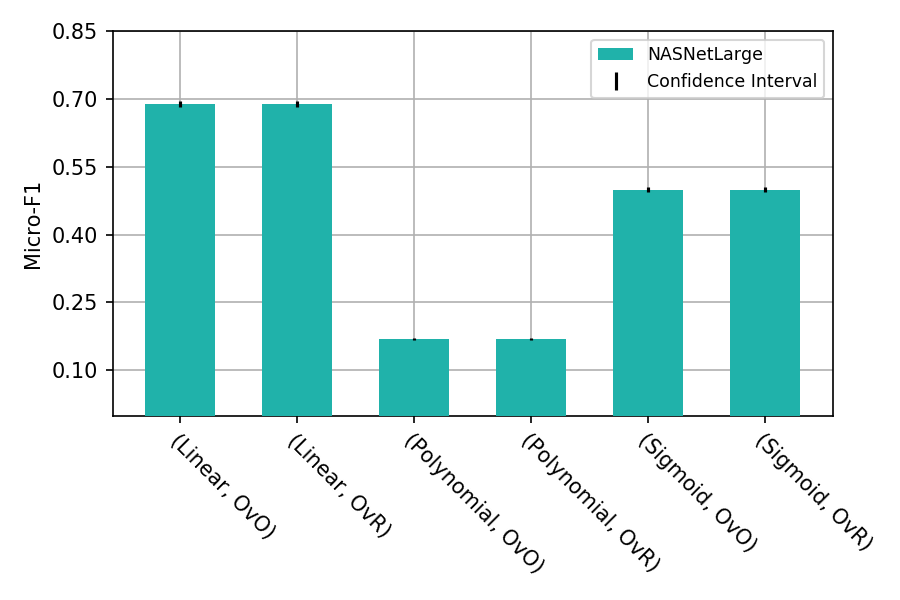 0.85
0.70
0.55
0.40
0.25
0.10
Micro-F1
NASNetLarge
Confidence Interval
(Linear, OvO)
(Linear, OvR)
(Polynomial, OvO)
(Polynomial, OvR)
(Sigmoid, OvO)
(Sigmoid, OvR)